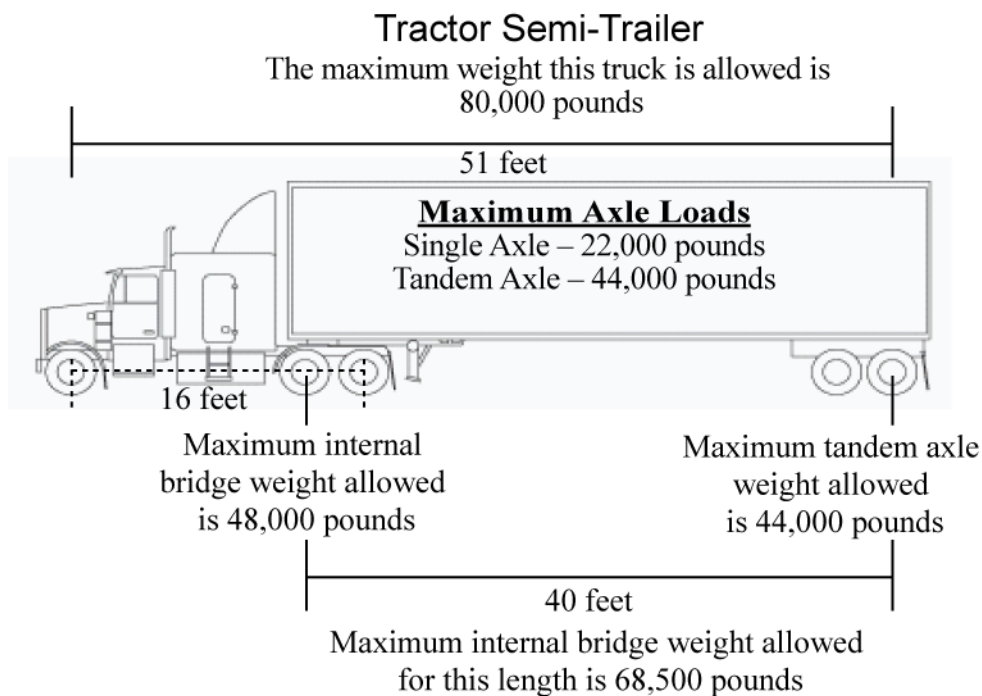 Tractor Semi-Trailer
The maximum weight this truck is allowed is
80,000 pounds
51 feet
Maximum Axle Loads
Single Axle – 22,000 pounds
Tandem Axle – 44,000 pounds
16 feet
Maximum internal
bridge weight allowed
is 48,000 pounds
Maximum tandem axle
weight allowed
is 44,000 pounds
40 feet
Maximum internal bridge weight allowed
for this length is 68,500 pounds